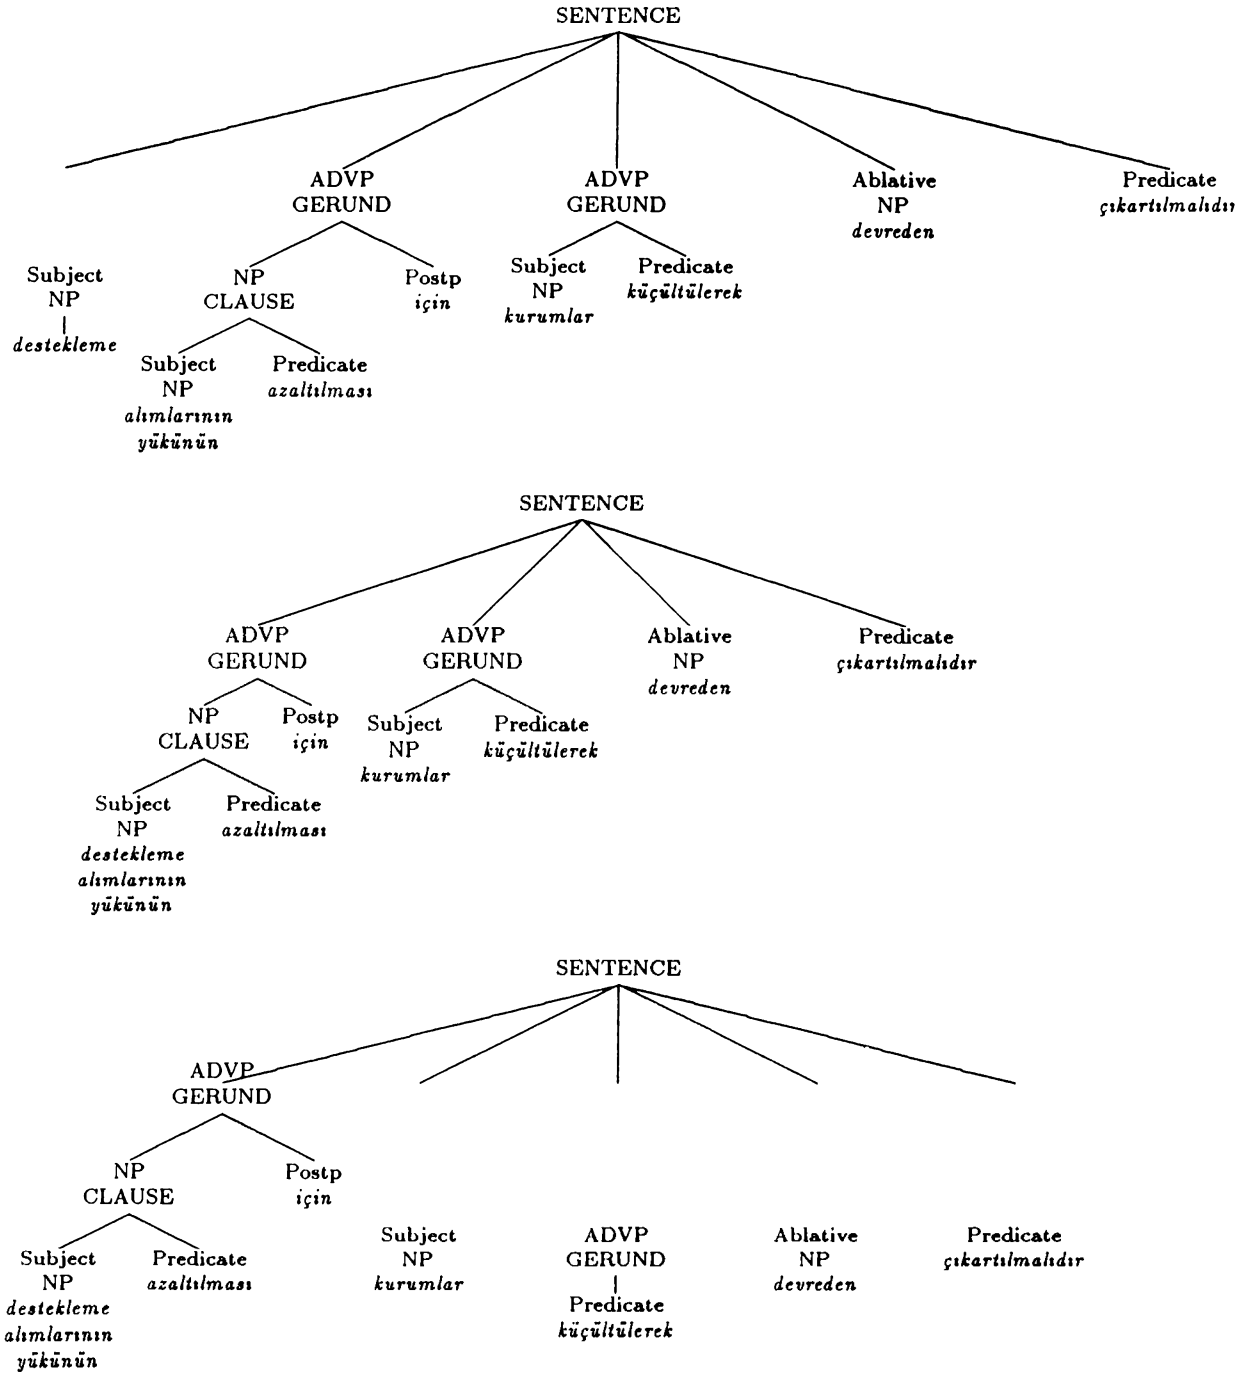 SENTENCE
ADVP
GERUND
ADVP
GERUND
Ablative
NP
devreden
Predicate
çıkartılmalıdır
Subject
NP
destekleme
NP
CLAUSE
Postp
için
Subject
NP
kurumlar
Predicate
küçültülerek
Subject
NP
alımlarının
yükünün
Predicate
azaltılması
SENTENCE
ADVP
GERUND
ADVP
GERUND
Ablative
NP
devreden
Predicate
çıkartılmalıdır
NP
CLAUSE
Postp
için
Subject
NP
kurumlar
Predicate
küçültülerek
Subject
NP
destekleme
alımlarının
yükünün
Predicate
azaltılması
SENTENCE
ADVP
GERUND
NP
CLAUSE
Postp
için
Subject
NP
destekleme
alımlarının
yükünün
Predicate
azaltılması
Subject
NP
kurumlar
ADVP
GERUND
Predicate
küçültülerek
Ablative
NP
devreden
Predicate
çıkartılmalıdır